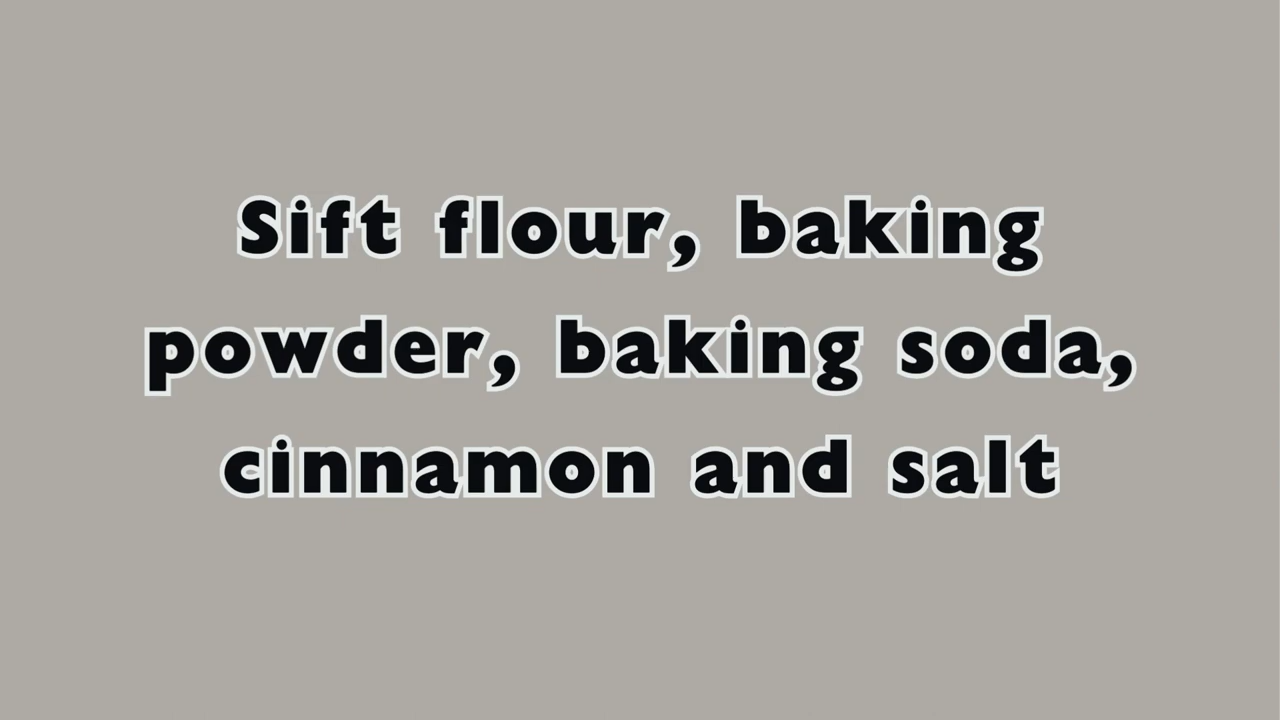 Sift flour, baking
powder, baking soda,
cinnamon and salt